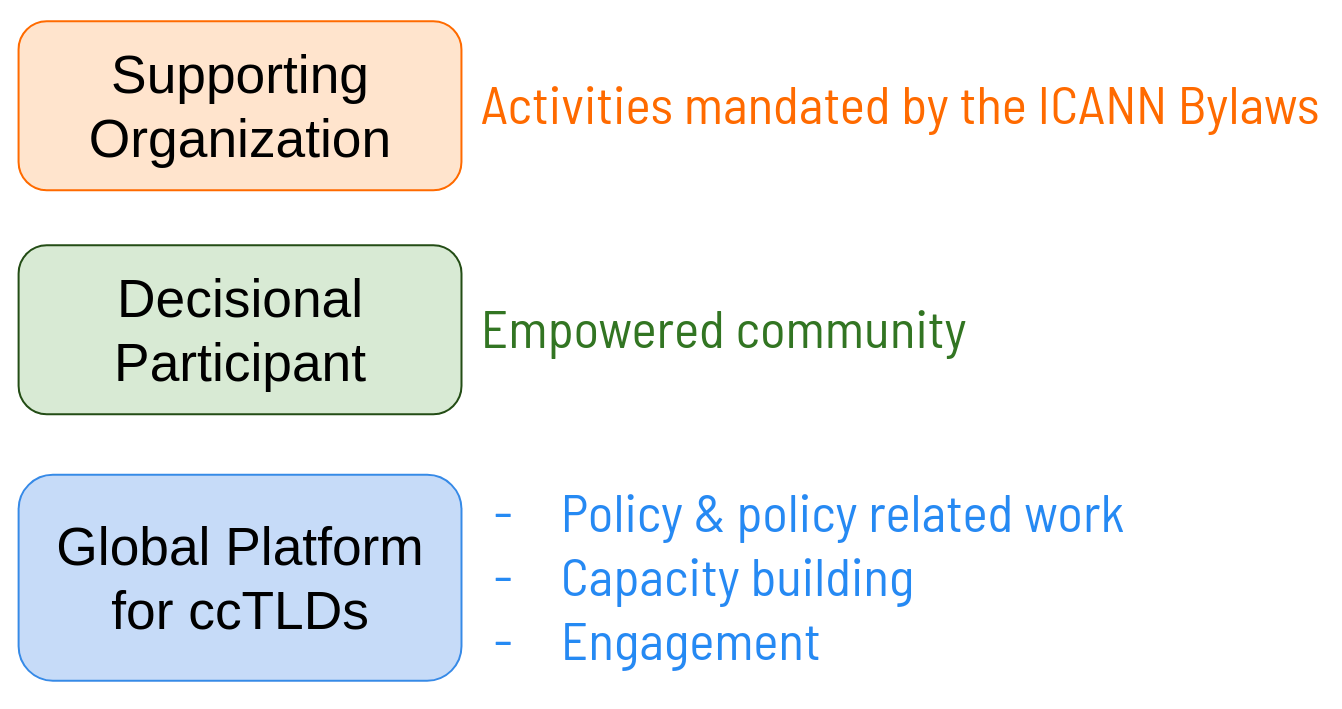 Supporting
Organization
Activities mandated by the ICANN Bylaws
Decisional
Participant
Empowered community
Global Platform
for ccTLDs
- Policy & policy related work
- Capacity building
- Engagement